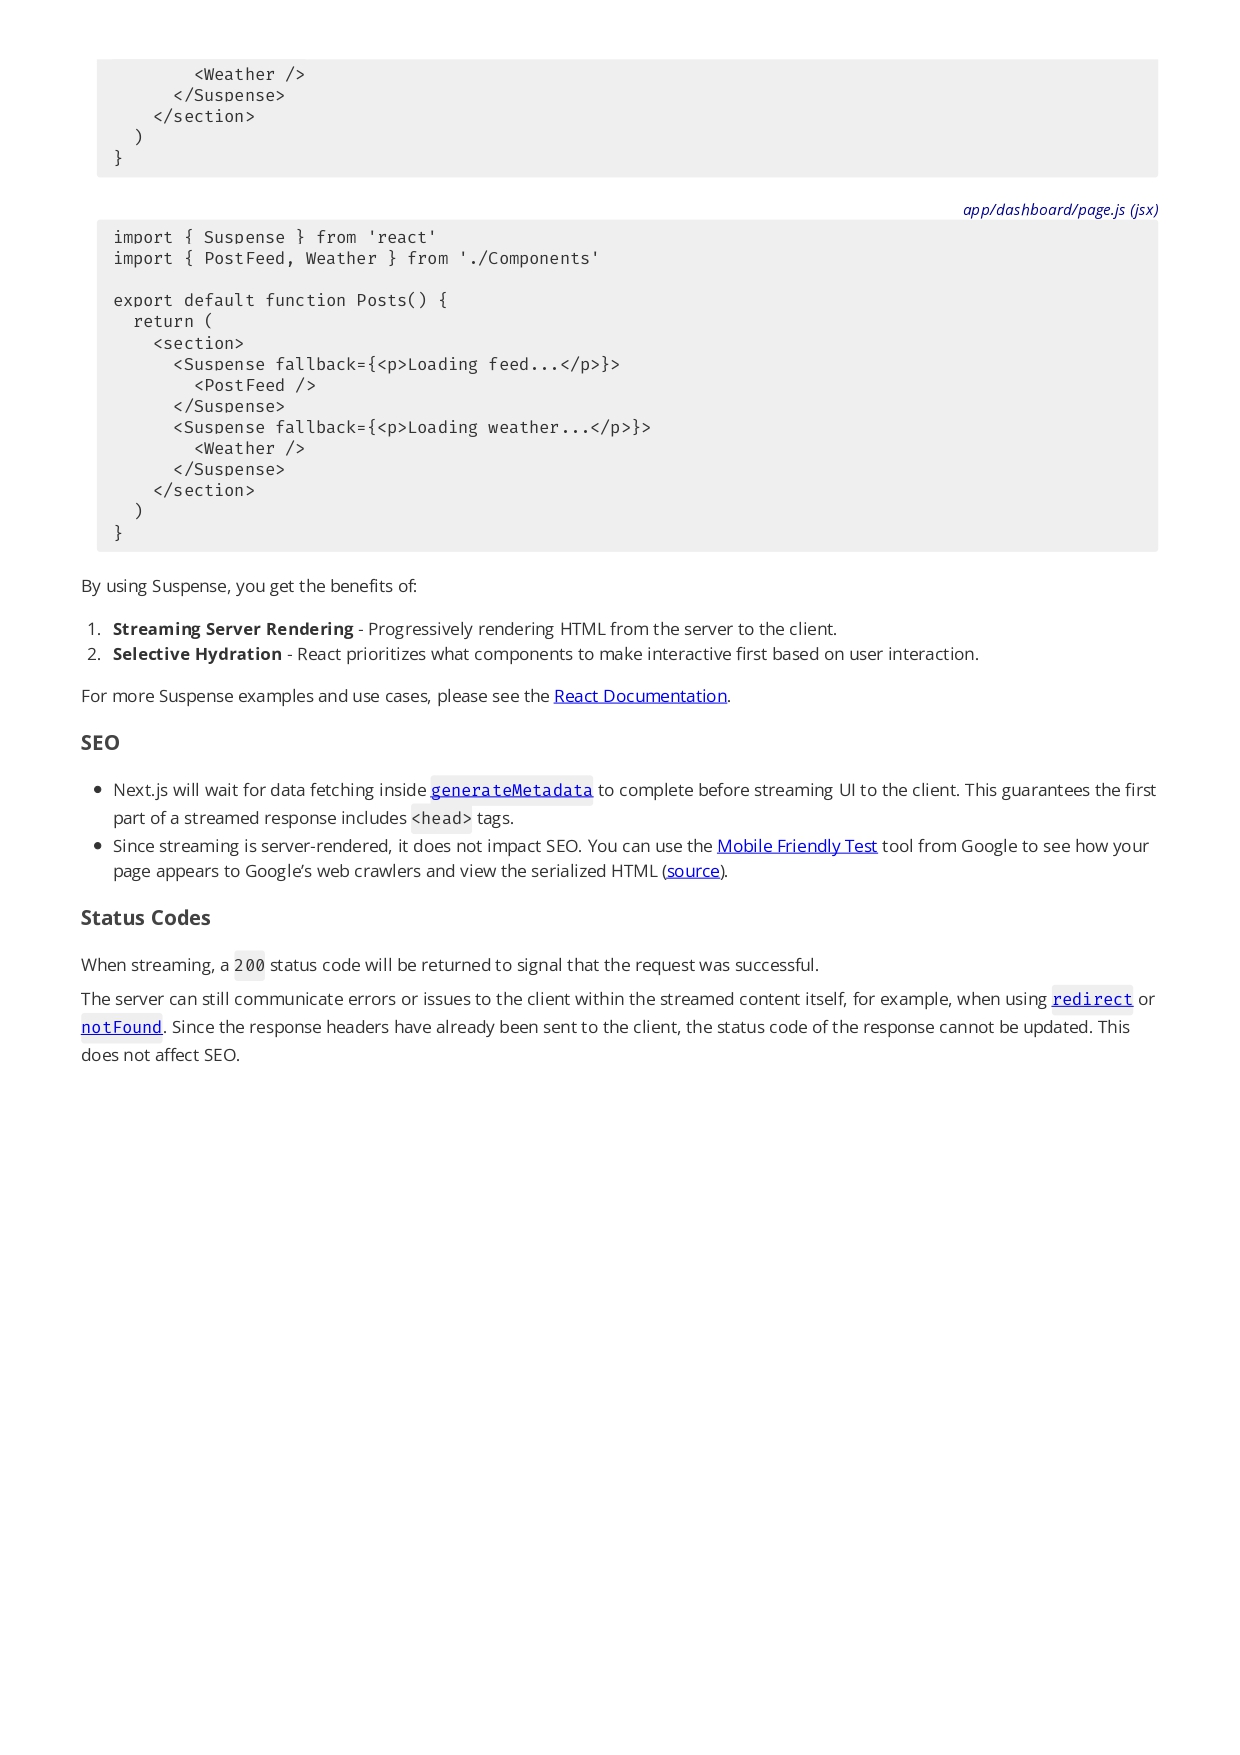 <Weather />
      </Suspense>
    </section>
  )
}
app/dashboard/page.js (jsx)
import { Suspense } from 'react'
import { PostFeed, Weather } from './Components'

export default function Posts() {
  return (
    <section>
      <Suspense fallback={<p>Loading feed...</p>}>
        <PostFeed />
      </Suspense>
      <Suspense fallback={<p>Loading weather...</p>}>
        <Weather />
      </Suspense>
    </section>
  )
}
By using Suspense, you get the benefits of:
1. Streaming Server Rendering - Progressively rendering HTML from the server to the client.
2. Selective Hydration - React prioritizes what components to make interactive first based on user interaction.
For more Suspense examples and use cases, please see the React Documentation.
SEO
• Next.js will wait for data fetching inside generateMetadata to complete before streaming UI to the client. This guarantees the first
part of a streamed response includes <head> tags.
• Since streaming is server-rendered, it does not impact SEO. You can use the Mobile Friendly Test tool from Google to see how your
page appears to Google’s web crawlers and view the serialized HTML (source).
Status Codes
When streaming, a 200 status code will be returned to signal that the request was successful.
The server can still communicate errors or issues to the client within the streamed content itself, for example, when using redirect or
notFound. Since the response headers have already been sent to the client, the status code of the response cannot be updated. This
does not affect SEO.